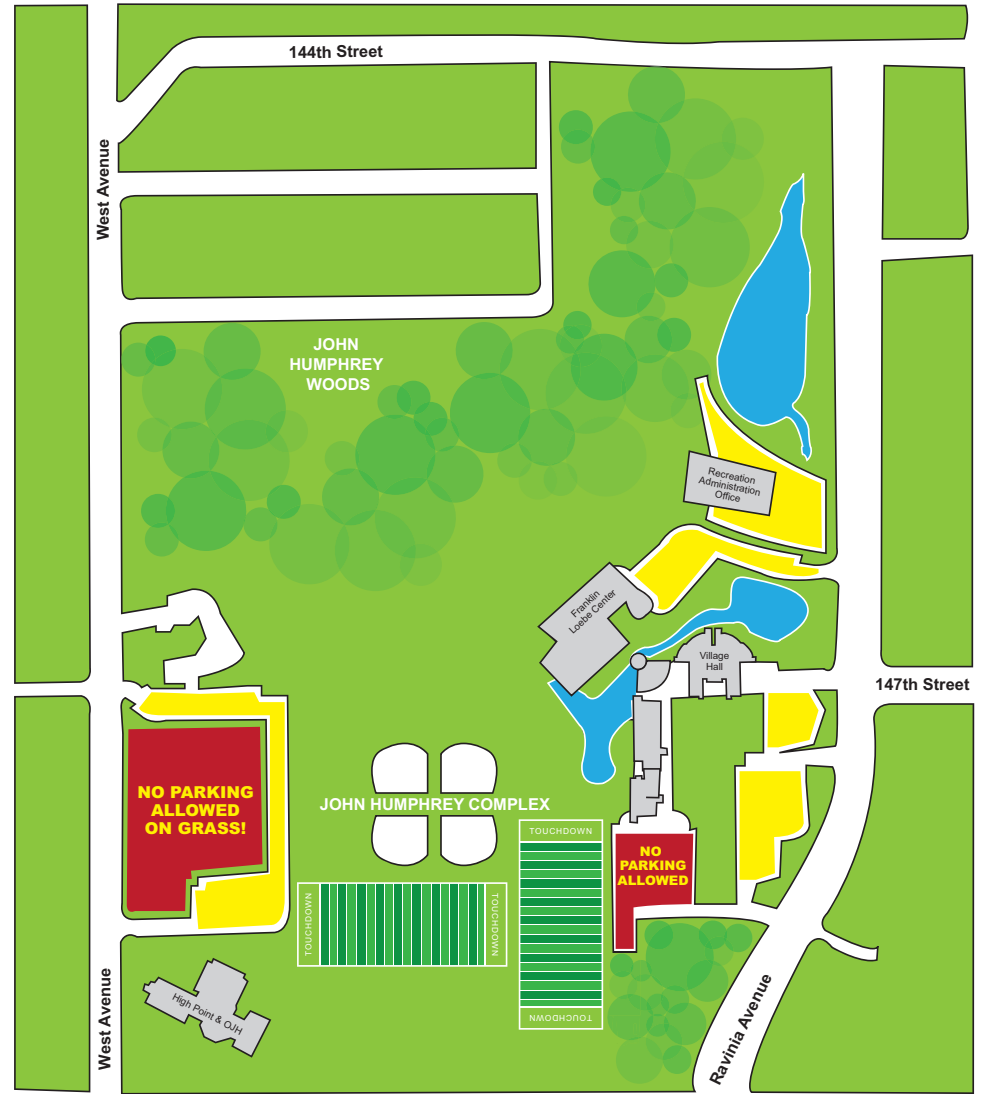 144th Street
West Avenue
JOHN
HUMPHREY
WOODS
Recreation
Administration
Office
Franklin
Loebe Center
Village
Hall
147th Street
NO PARKING
ALLOWED
ON GRASS!
JOHN HUMPHREY COMPLEX
TOUCHDOWN
NO
PARKING
ALLOWED
TOUCHDOWN
TOUCHDOWN
West Avenue
High Point & OJH
TOUCHDOWN
Ravinia Avenue